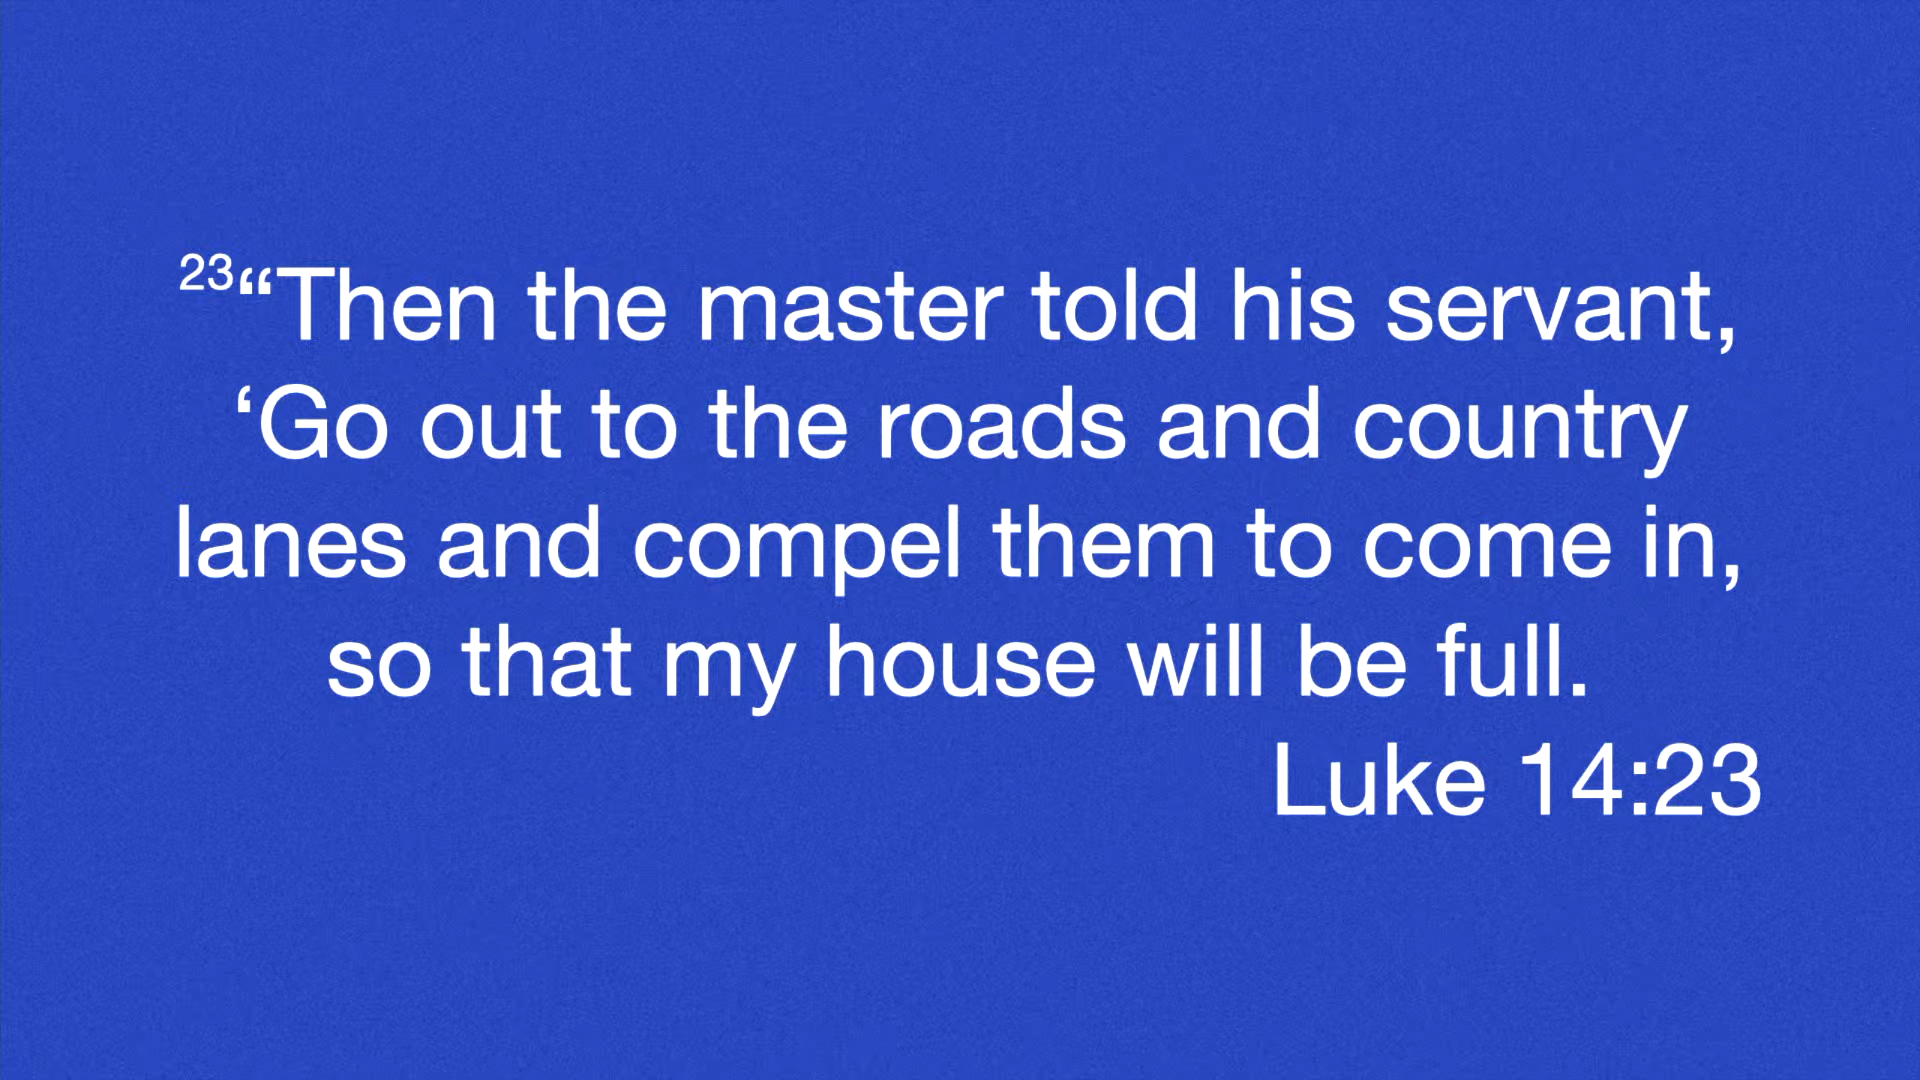 23“Then the master told his servant,
‘Go out to the roads and country
lanes and compel them to come in,
so that my house will be full.
Luke 14:23